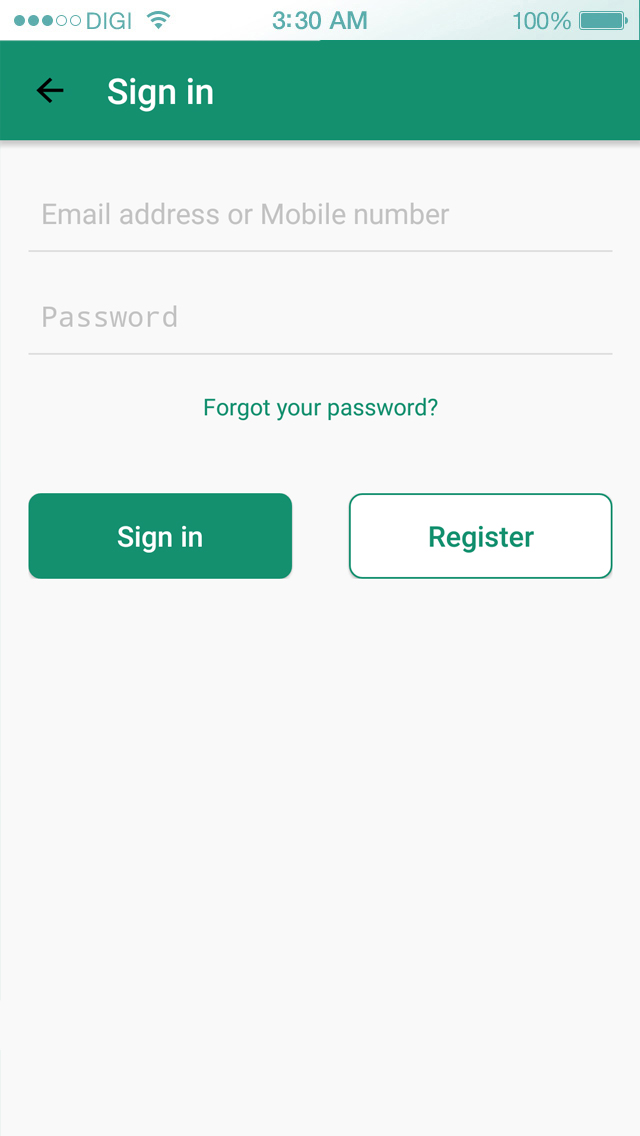 DIGI 3:30 AM 100%
Sign in
Email address or Mobile number
Password
Forgot your password?
Sign in Register